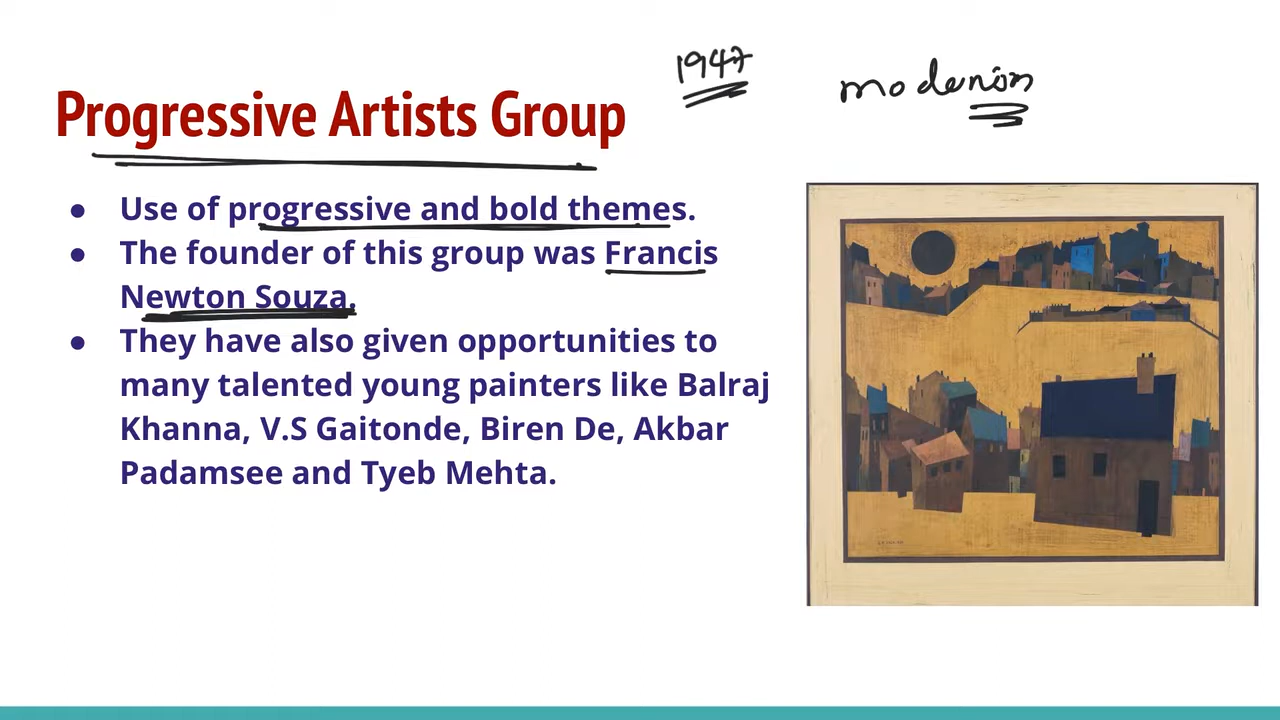 1947
modernism
Progressive Artists Group
● Use of progressive and bold themes.
● The founder of this group was Francis
Newton Souza.
● They have also given opportunities to
many talented young painters like Balraj
Khanna, V.S Gaitonde, Biren De, Akbar
Padamsee and Tyeb Mehta.